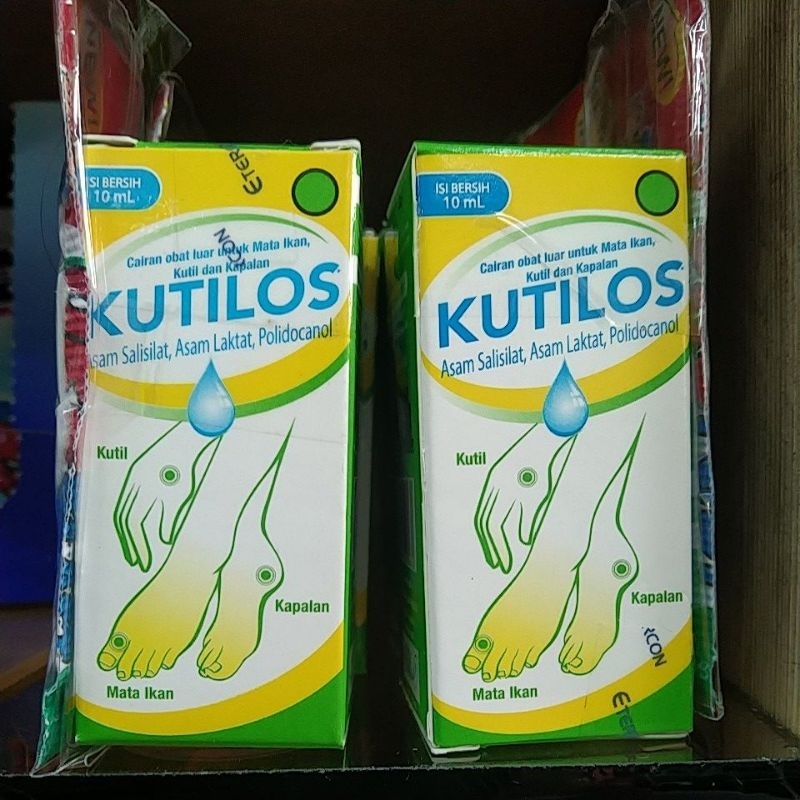 ISI BERSIH
10 mL
Cairan obat luar untuk Mata Ikan,
Kutil dan Kapalan
KUTILOS
Asam Salisilat, Asam Laktat, Polidocanol
Kutil
Kapalan
Mata Ikan
ISI BERSIH
10 mL
Cairan obat luar untuk Mata Ikan,
Kutil dan Kapalan
KUTILOS
Asam Salisilat, Asam Laktat, Polidocanol
Kutil
Kapalan
Mata Ikan
NEW!